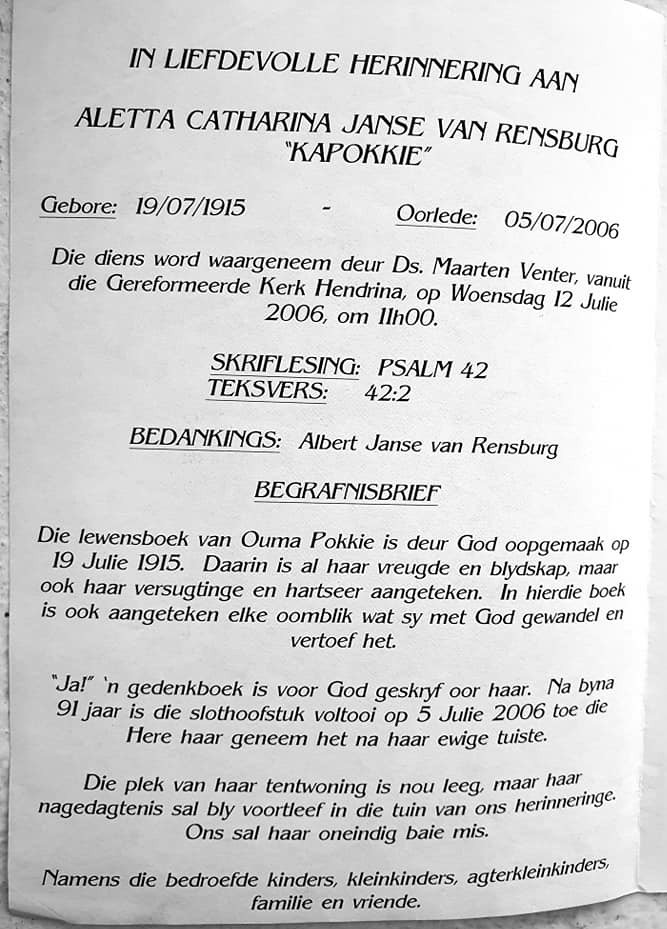 IN LIEFDEVOLLE HERINNERING AAN
ALETTA CATHARINA JANSE VAN RENSBURG
"KAPOKKIE"
Gebore: 19/07/1915 - Oorlede: 05/07/2006
Die diens word waargeneem deur Ds. Maarten Venter, vanuit
die Gereformeerde Kerk Hendrina, op Woensdag 12 Julie
2006, om 11h00.
SKRIFLESING: PSALM 42
TEKSVERS: 42:2
BEDANKINGS: Albert Janse van Rensburg
BEGRAFNISBRIEF
Die lewensboek van Ouma Pokkie is deur God oopgemaak op
19 Julie 1915. Daarin is al haar vreugde en blydskap, maar
ook haar versugtinge en hartseer aangeteken. In hierdie boek
is ook aangeteken elke oomblik wat sy met God gewandel en
vertoef het.
"Ja!" 'n gedenkboek is voor God geskryf oor haar. Na byna
91 jaar is die slothoofstuk voltooi op 5 Julie 2006 toe die
Here haar geneem het na haar ewige tuiste.
Die plek van haar tentwoning is nou leeg, maar haar
nagedagtenis sal bly voortleef in die tuin van ons herinneringe.
Ons sal haar oneindig baie mis.
Namens die bedroefde kinders, kleinkinders, agterkleinkinders,
familie en vriende.